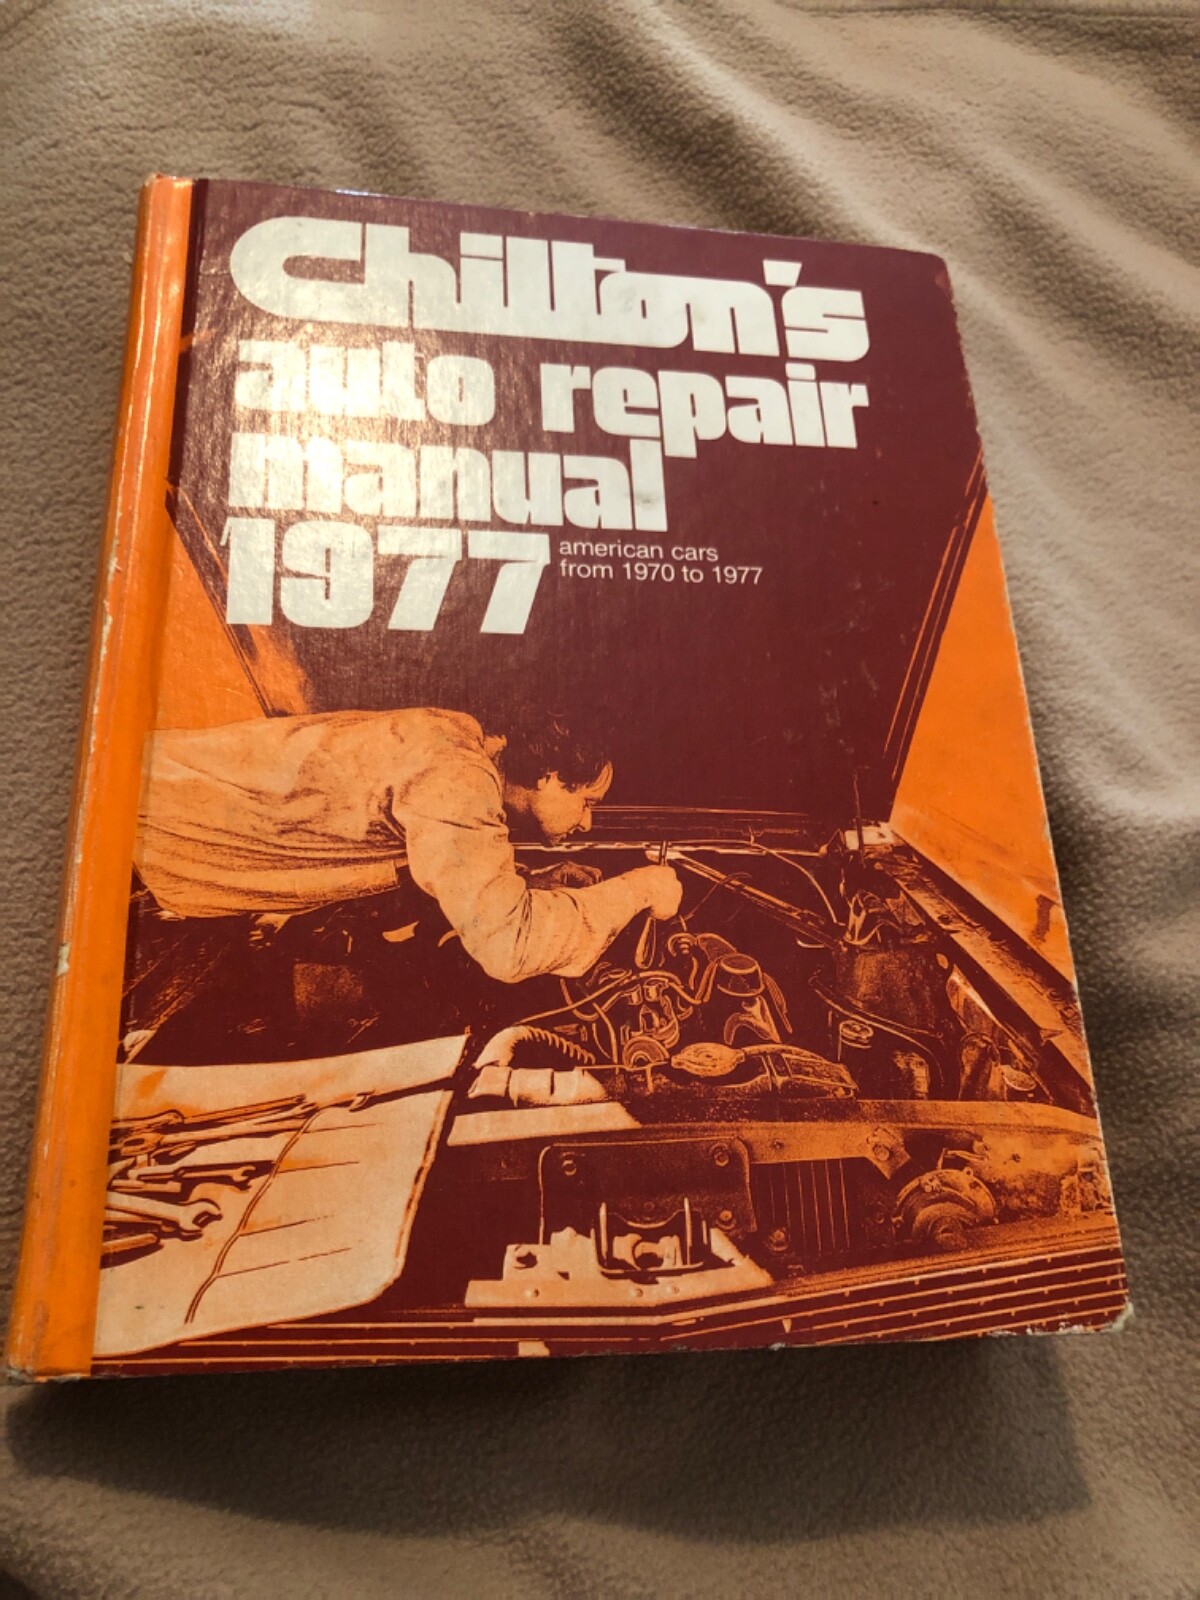 Chilton's
auto repair
manual
1977
american cars
from 1970 to 1977